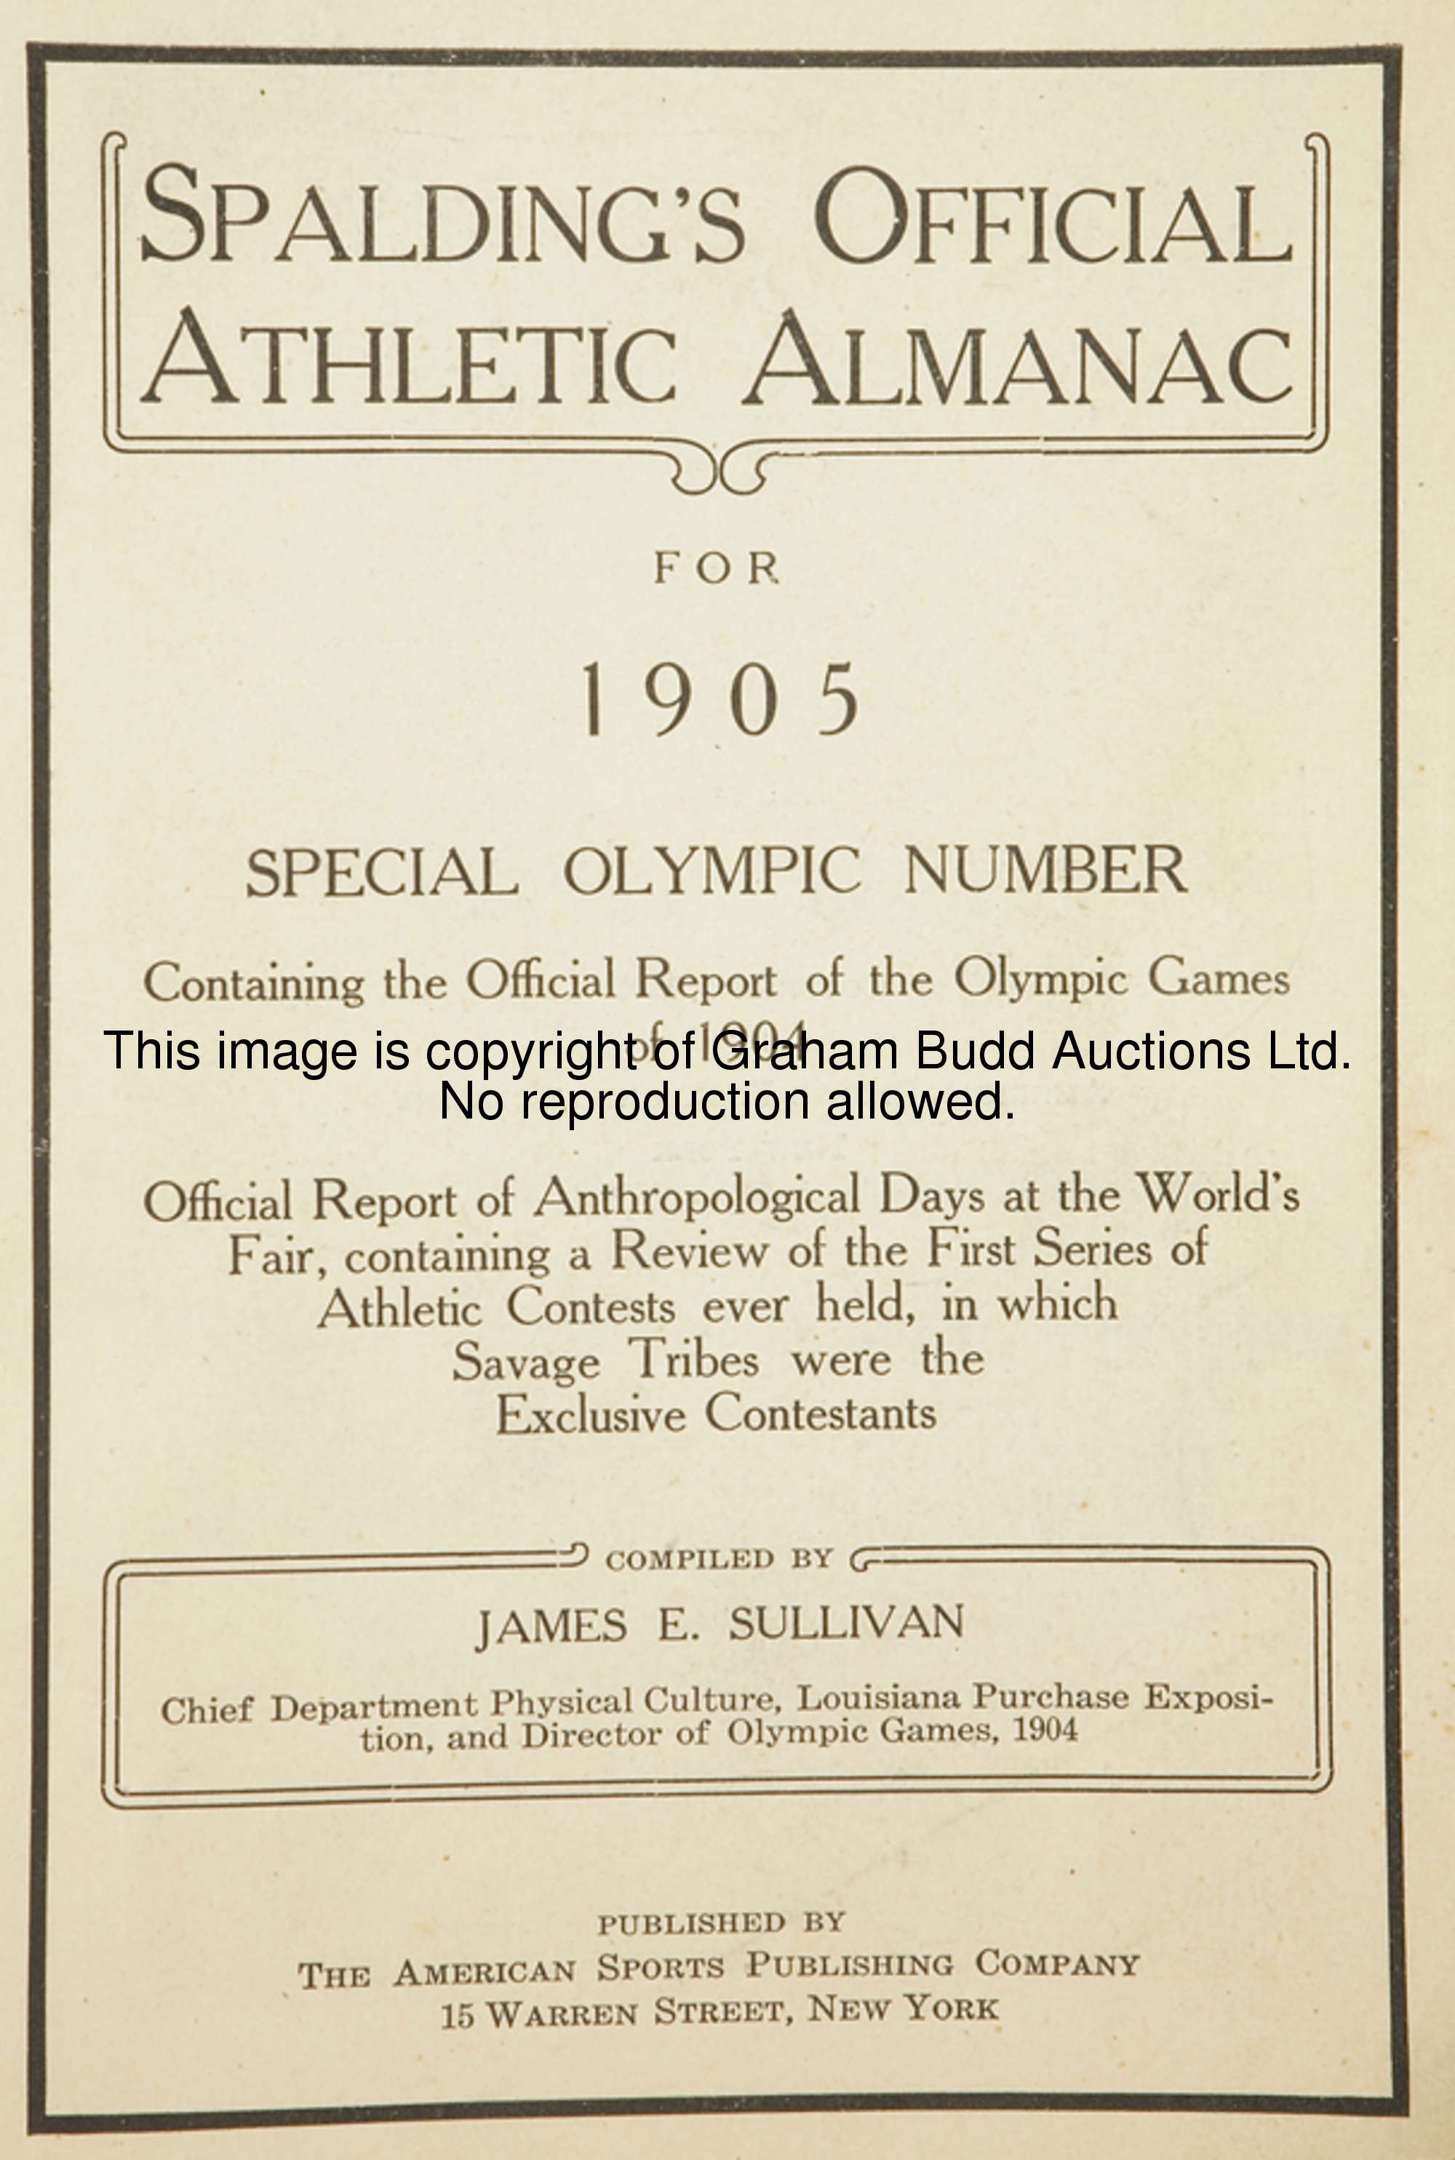 SPALDING'S OFFICIAL
ATHLETIC ALMANAC
FOR
1905
SPECIAL OLYMPIC NUMBER
Containing the Official Report of the Olympic Games
of 1904
This image is copyright of Graham Budd Auctions Ltd.
No reproduction allowed.
Official Report of Anthropological Days at the World's
Fair, containing a Review of the First Series of
Athletic Contests ever held, in which
Savage Tribes were the
Exclusive Contestants
COMPILED BY
JAMES E. SULLIVAN
Chief Department Physical Culture, Louisiana Purchase Exposi-
tion, and Director of Olympic Games, 1904
PUBLISHED BY
THE AMERICAN SPORTS PUBLISHING COMPANY
15 WARREN STREET, NEW YORK